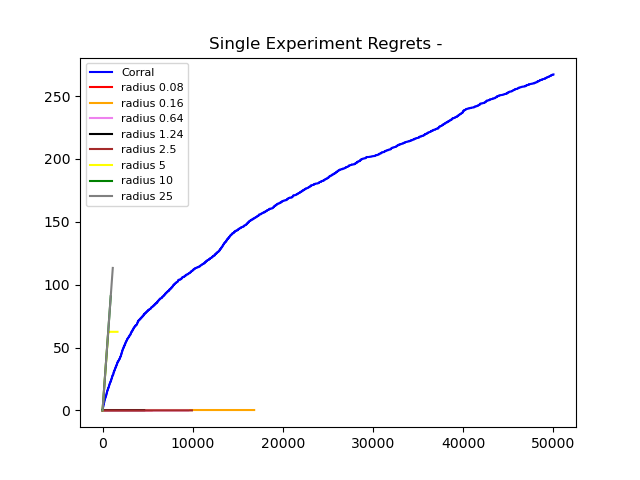 Single Experiment Regrets -
Corral
radius 0.08
radius 0.16
radius 0.64
radius 1.24
radius 2.5
radius 5
radius 10
radius 25
250
200
150
100
50
0
0 10000 20000 30000 40000 50000